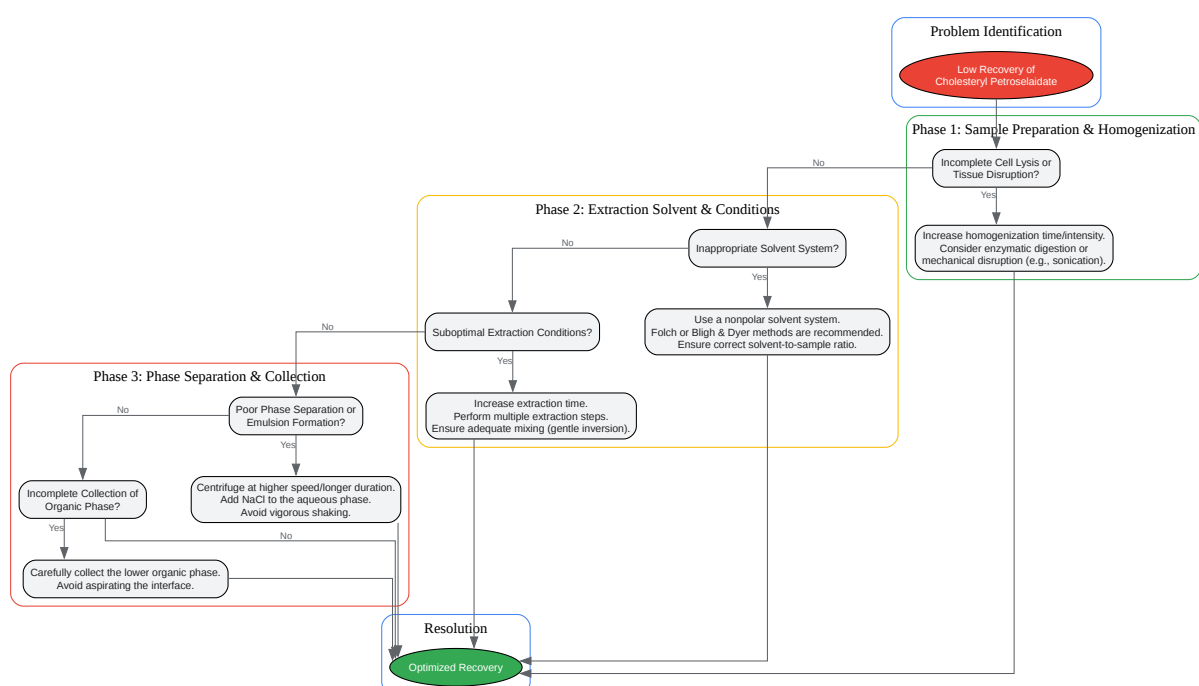 Problem Identification
Low Recovery of
Cholesteryl Petroselaidate
Phase 1: Sample Preparation & Homogenization
Incomplete Cell Lysis or
Tissue Disruption?
No
Yes
Increase homogenization time/intensity.
Consider enzymatic digestion or
mechanical disruption (e.g., sonication).
Phase 2: Extraction Solvent & Conditions
Inappropriate Solvent System?
No
Yes
Use a nonpolar solvent system.
Folch or Bligh & Dyer methods are recommended.
Ensure correct solvent-to-sample ratio.
Suboptimal Extraction Conditions?
No
Yes
Increase extraction time.
Perform multiple extraction steps.
Ensure adequate mixing (gentle inversion).
Phase 3: Phase Separation & Collection
Poor Phase Separation or
Emulsion Formation?
No
Yes
Centrifuge at higher speed/longer duration.
Add NaCl to the aqueous phase.
Avoid vigorous shaking.
Incomplete Collection of
Organic Phase?
Yes
No
Carefully collect the lower organic phase.
Avoid aspirating the interface.
Resolution
Optimized Recovery